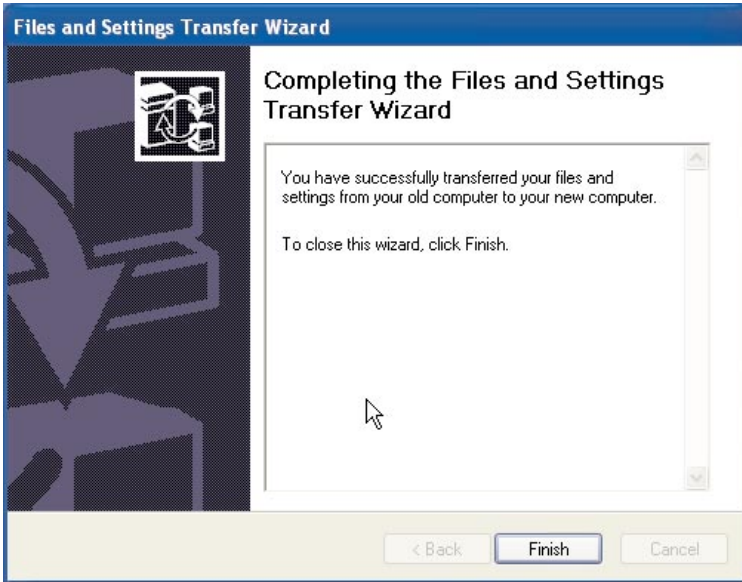 Files and Settings Transfer Wizard
Completing the Files and Settings
Transfer Wizard
You have successfully transferred your files and
settings from your old computer to your new computer.
To close this wizard, click Finish.
< Back
Finish
Cancel